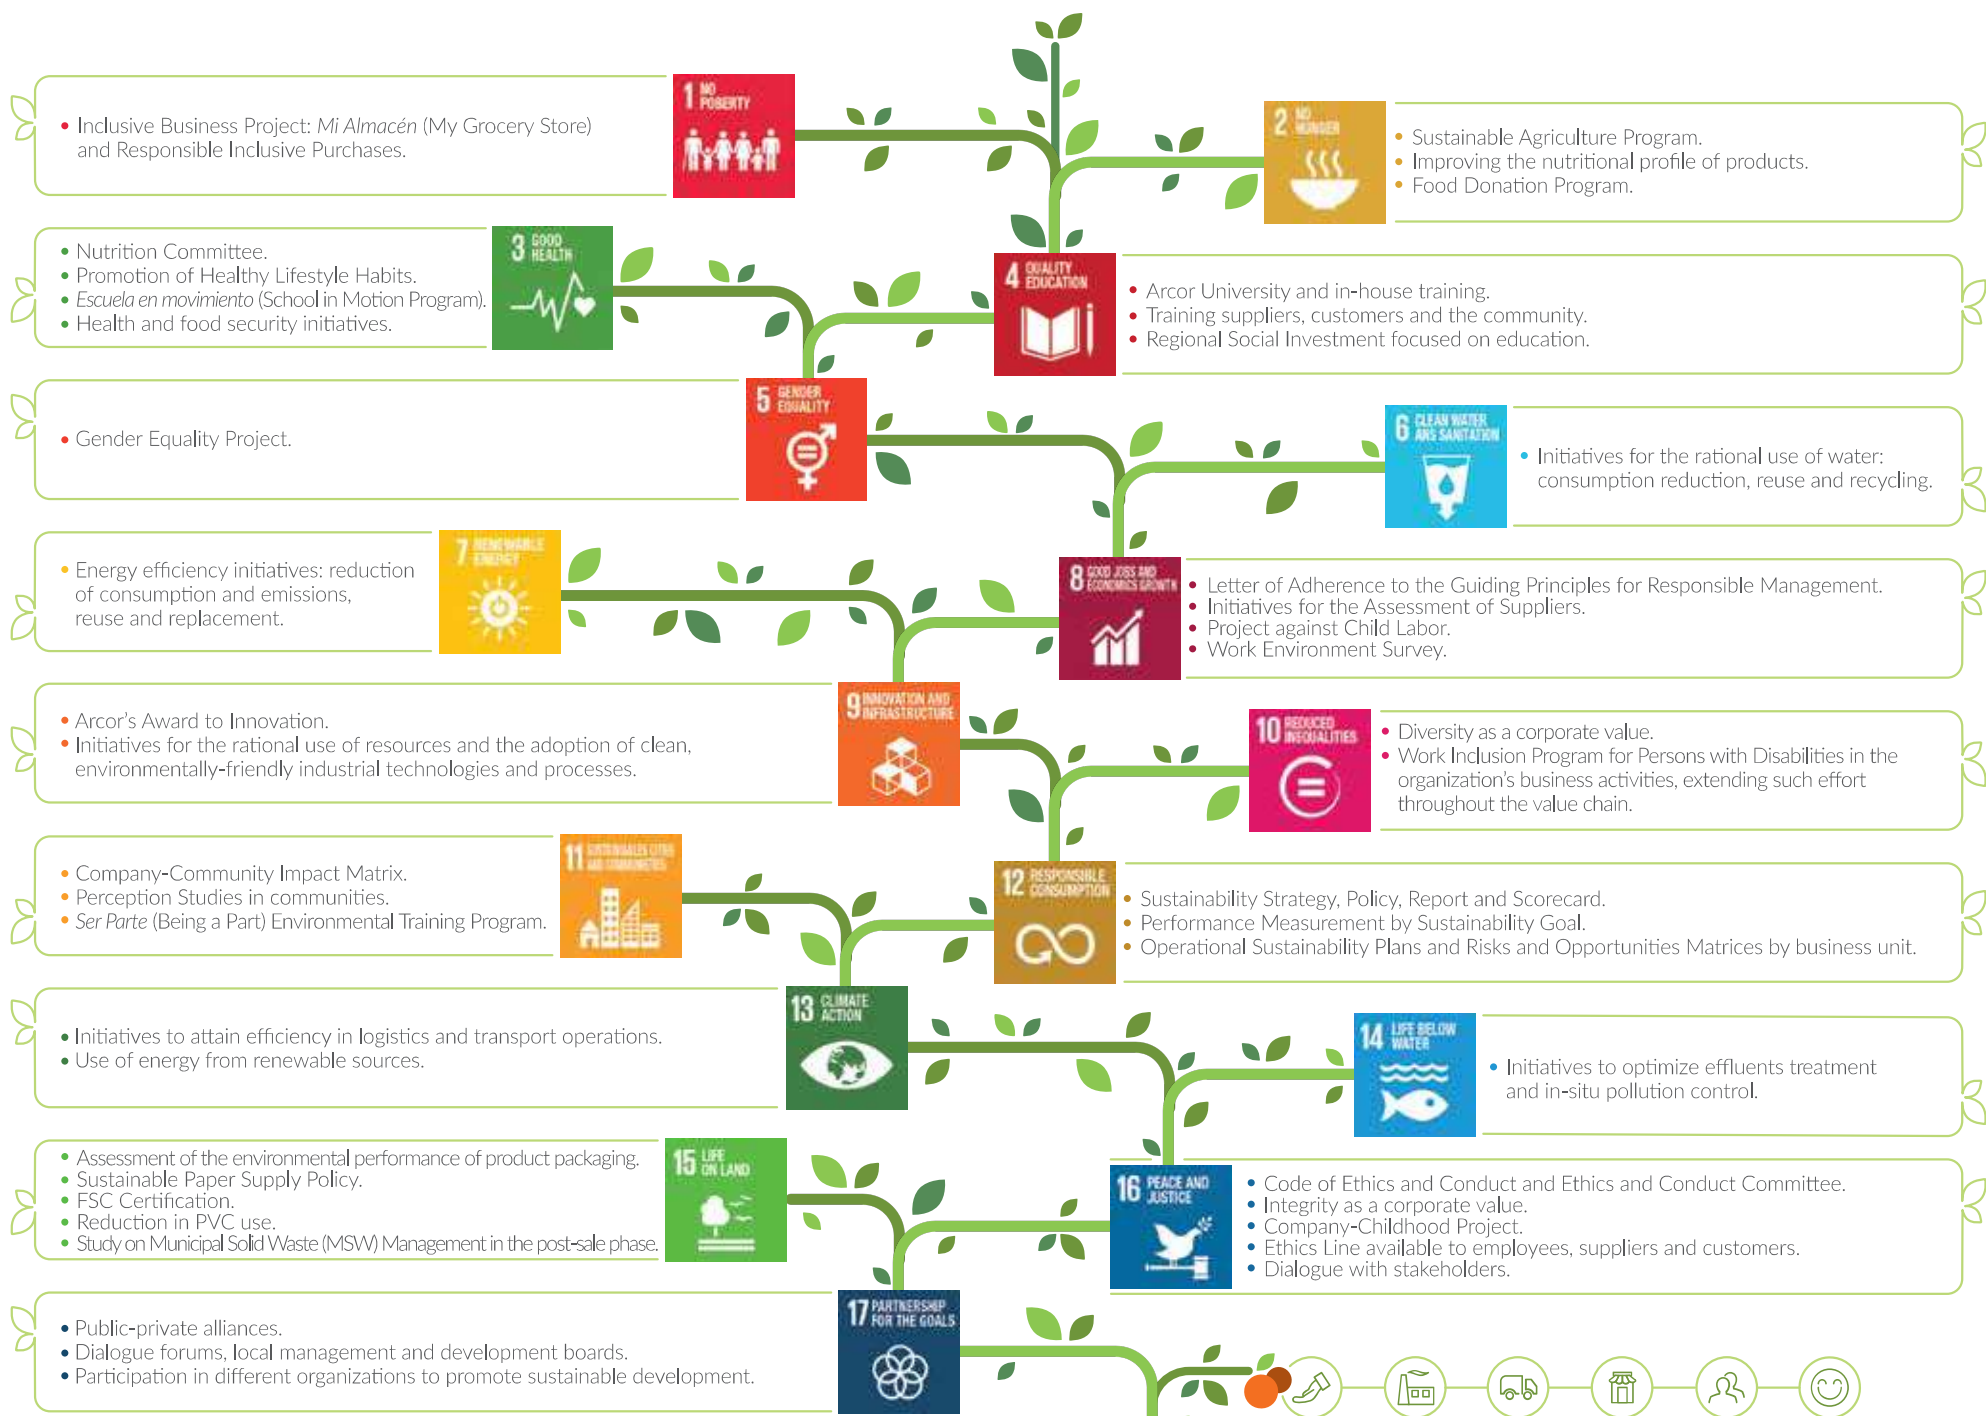 1 NO
POBERTY
• Inclusive Business Project: Mi Almacén (My Grocery Store)
and Responsible Inclusive Purchases.
2 NO
HUNGER
• Sustainable Agriculture Program.
• Improving the nutritional profile of products.
• Food Donation Program.
3 GOOD
HEALTH
• Nutrition Committee.
• Promotion of Healthy Lifestyle Habits.
• Escuela en movimiento (School in Motion Program).
• Health and food security initiatives.
4 QUALITY
EDUCATION
• Arcor University and in-house training.
• Training suppliers, customers and the community.
• Regional Social Investment focused on education.
5 GENDER
EQUALITY
• Gender Equality Project.
6 CLEAN WATER
ANS SANITATION
• Initiatives for the rational use of water:
consumption reduction, reuse and recycling.
7 RENEWABLE
ENERGY
• Energy efficiency initiatives: reduction
of consumption and emissions,
reuse and replacement.
8 GOOD JOBS AND
ECONOMICS GROWTH
• Letter of Adherence to the Guiding Principles for Responsible Management.
• Initiatives for the Assessment of Suppliers.
• Project against Child Labor.
• Work Environment Survey.
9 INNOVATION AND
INFRASTRUCTURE
• Arcor's Award to Innovation.
• Initiatives for the rational use of resources and the adoption of clean,
environmentally-friendly industrial technologies and processes.
10 REDUCED
INEQUALITIES
• Diversity as a corporate value.
• Work Inclusion Program for Persons with Disabilities in the
organization's business activities, extending such effort
throughout the value chain.
11 CITIES
AND COMMUNITIES
• Company-Community Impact Matrix.
• Perception Studies in communities.
• Ser Parte (Being a Part) Environmental Training Program.
12 RESPONSIBLE
CONSUMPTION
• Sustainability Strategy, Policy, Report and Scorecard.
• Performance Measurement by Sustainability Goal.
• Operational Sustainability Plans and Risks and Opportunities Matrices by business unit.
13 CLIMATE
ACTION
• Initiatives to attain efficiency in logistics and transport operations.
• Use of energy from renewable sources.
14 LIFE BELOW
WATER
• Initiatives to optimize effluents treatment
and in-situ pollution control.
15 LIFE
ON LAND
• Assessment of the environmental performance of product packaging.
• Sustainable Paper Supply Policy.
• FSC Certification.
• Reduction in PVC use.
• Study on Municipal Solid Waste (MSW) Management in the post-sale phase.
16 PEACE AND
JUSTICE
• Code of Ethics and Conduct and Ethics and Conduct Committee.
• Integrity as a corporate value.
• Company-Childhood Project.
• Ethics Line available to employees, suppliers and customers.
• Dialogue with stakeholders.
17 PARTNERSHIP
FOR THE GOALS
• Public-private alliances.
• Dialogue forums, local management and development boards.
• Participation in different organizations to promote sustainable development.